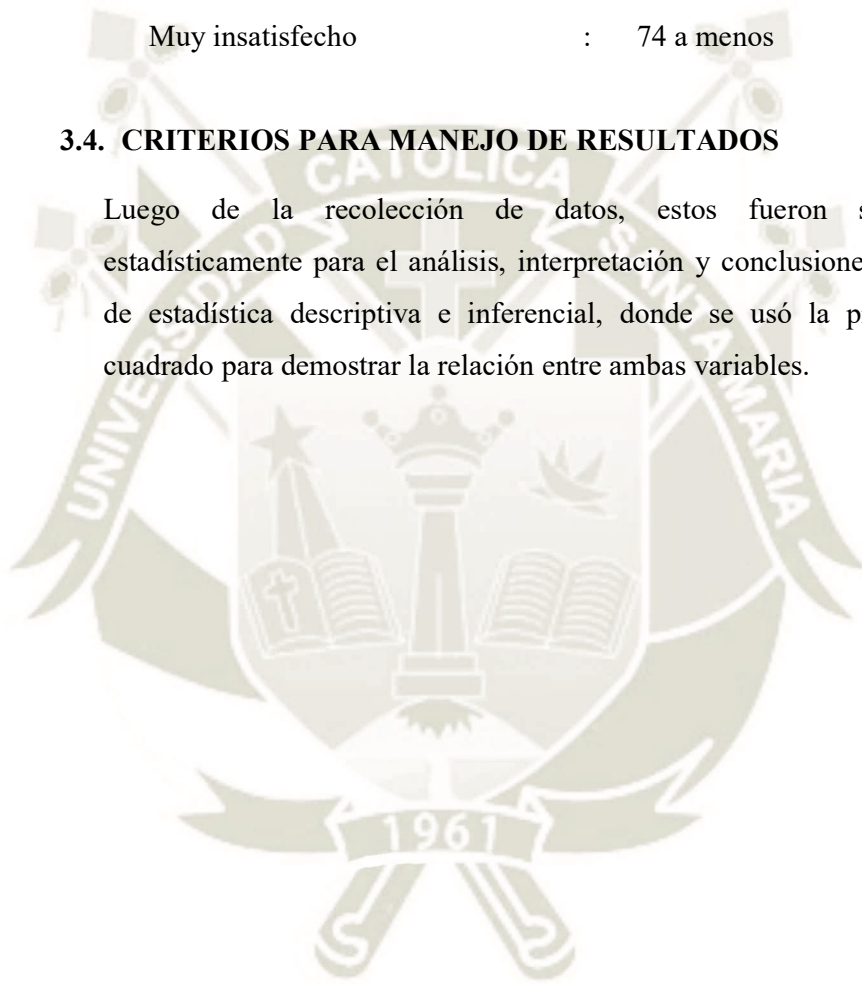 Muy insatisfecho : 74 a menos
3.4. CRITERIOS PARA MANEJO DE RESULTADOS
Luego de la recolección de datos, estos fueron
estadísticamente para el análisis, interpretación y
de estadística descriptiva e inferencial, donde se usó la
cuadrado para demostrar la relación entre ambas variables.
UNIVERSIDAD CATOLICA SANTA MARIA
1961